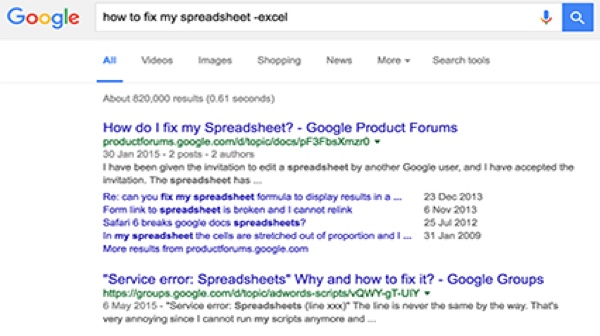 Google how to fix my spreadsheet -excel
All Videos Images Shopping News More Search tools
About 820,000 results (0.61 seconds)
How do I fix my Spreadsheet? - Google Product Forums
productforums.google.com/d/topic/docs/pF3FbsXmzr0
30 Jan 2015 - 2 posts - 2 authors
I have been given the invitation to edit a spreadsheet by another Google user, and I have accepted the
invitation. The spreadsheet has ...
Re: can you fix my spreadsheet formula to display results in a ... 23 Dec 2013
Form link to spreadsheet is broken and I cannot relink 6 Nov 2013
Safari 6 breaks google docs spreadsheets? 25 Jul 2012
In my spreadsheet the cells are stretched out of proportion and I ... 31 Jan 2009
More results from productforums.google.com
"Service error: Spreadsheets" Why and how to fix it? - Google Groups
https://groups.google.com/d/topic/adwords-scripts/vQWY-gT-UIY
6 May 2015 - "Service error: Spreadsheets (line xxx)" The line is never the same by the way. That's
very annoying since I cannot run my scripts anymore and ...